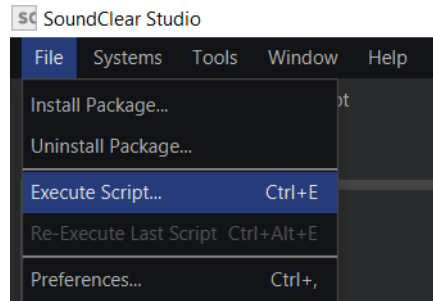 SC SoundClear Studio
File Systems Tools Window Help
Install Package... pt
Uninstall Package...
Execute Script... Ctrl+E
Re-Execute Last Script Ctrl+Alt+E
Preferences... Ctrl+,